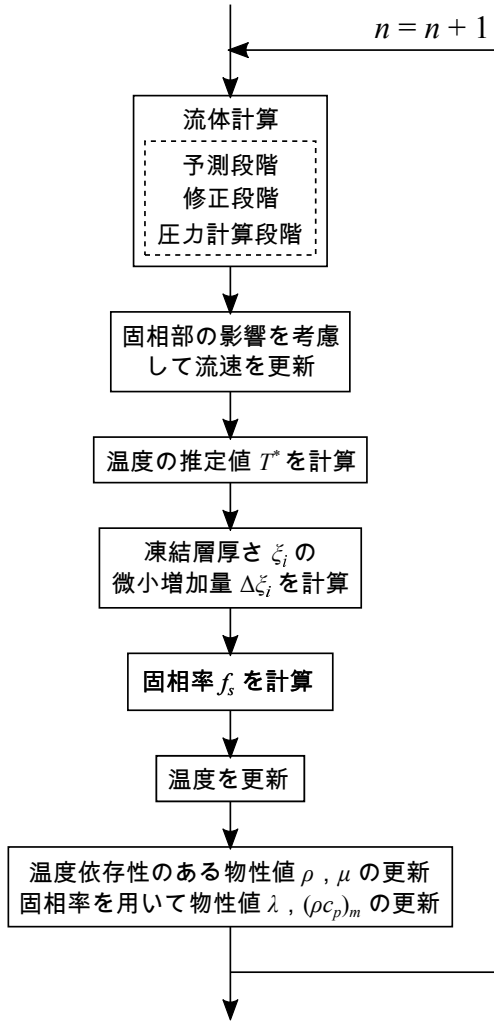 n = n + 1
流体計算
予測段階
修正段階
圧力計算段階
固相部の影響を考慮
して流速を更新
温度の推定値 T* を計算
凍結層厚さ ξi の
微小増加量 Δξi を計算
固相率 fs を計算
温度を更新
温度依存性のある物性値 ρ , μ の更新
固相率を用いて物性値 λ , (ρcp)m の更新